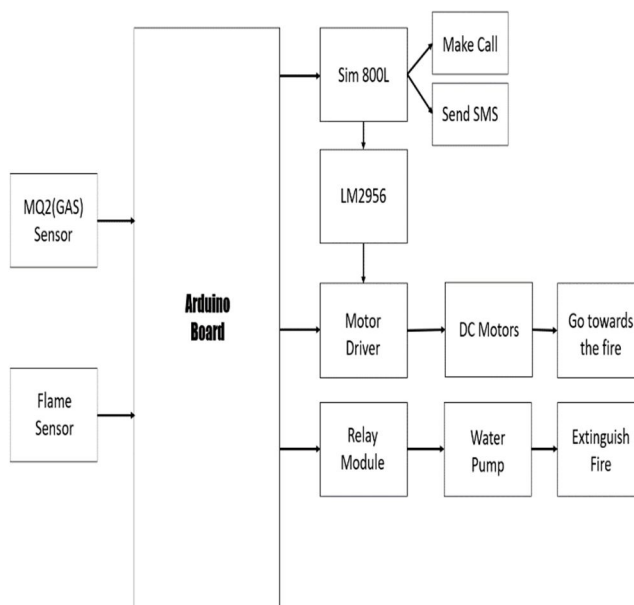 Make Call
Sim 800L
Send SMS
MQ2(GAS)
Sensor
LM2956
Arduino
Board
Motor
Driver
DC Motors
Go towards
the fire
Flame
Sensor
Relay
Module
Water
Pump
Extinguish
Fire